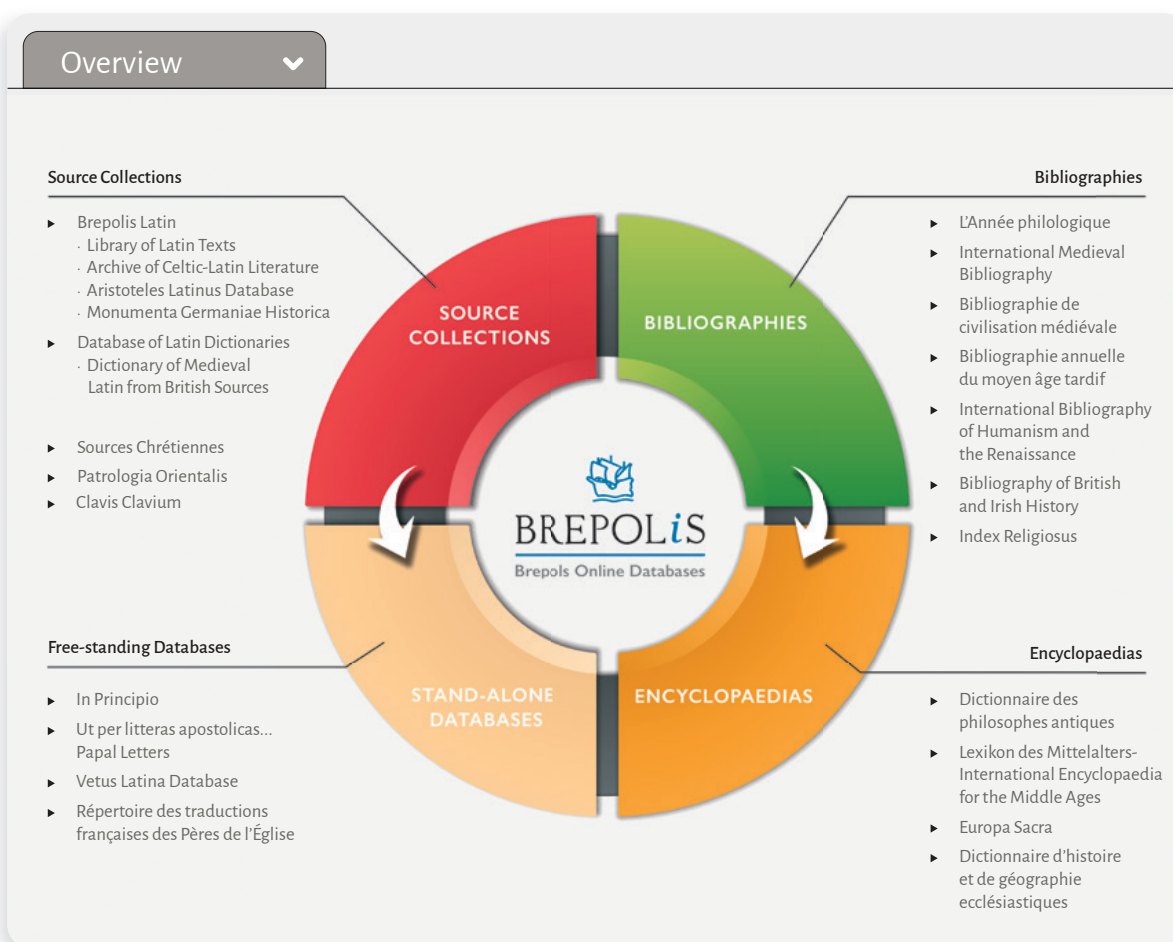 Overview
Source Collections
▸ Brepolis Latin
· Library of Latin Texts
· Archive of Celtic-Latin Literature
· Aristoteles Latinus Database
· Monumenta Germaniae Historica
▸ Database of Latin Dictionaries
· Dictionary of Medieval
Latin from British Sources
▸ Sources Chrétiennes
▸ Patrologia Orientalis
▸ Clavis Clavium
Bibliographies
▸ L'Année philologique
▸ International Medieval
Bibliography
▸ Bibliographie de
civilisation médiévale
▸ Bibliographie annuelle
du moyen âge tardif
▸ International Bibliography
of Humanism and
the Renaissance
▸ Bibliography of British
and Irish History
▸ Index Religiosus
SOURCE
COLLECTIONS
BIBLIOGRAPHIES
BREPOLiS
Brepols Online Databases
STAND-ALONE
DATABASES
ENCYCLOPAEDIAS
Free-standing Databases
▸ In Principio
▸ Ut per litteras apostolicas...
Papal Letters
▸ Vetus Latina Database
▸ Répertoire des traductions
françaises des Pères de l'Église
Encyclopaedias
▸ Dictionnaire des
philosophes antiques
▸ Lexikon des Mittelalters-
International Encyclopaedia
for the Middle Ages
▸ Europa Sacra
▸ Dictionnaire d'histoire
et de géographie
ecclésiastiques